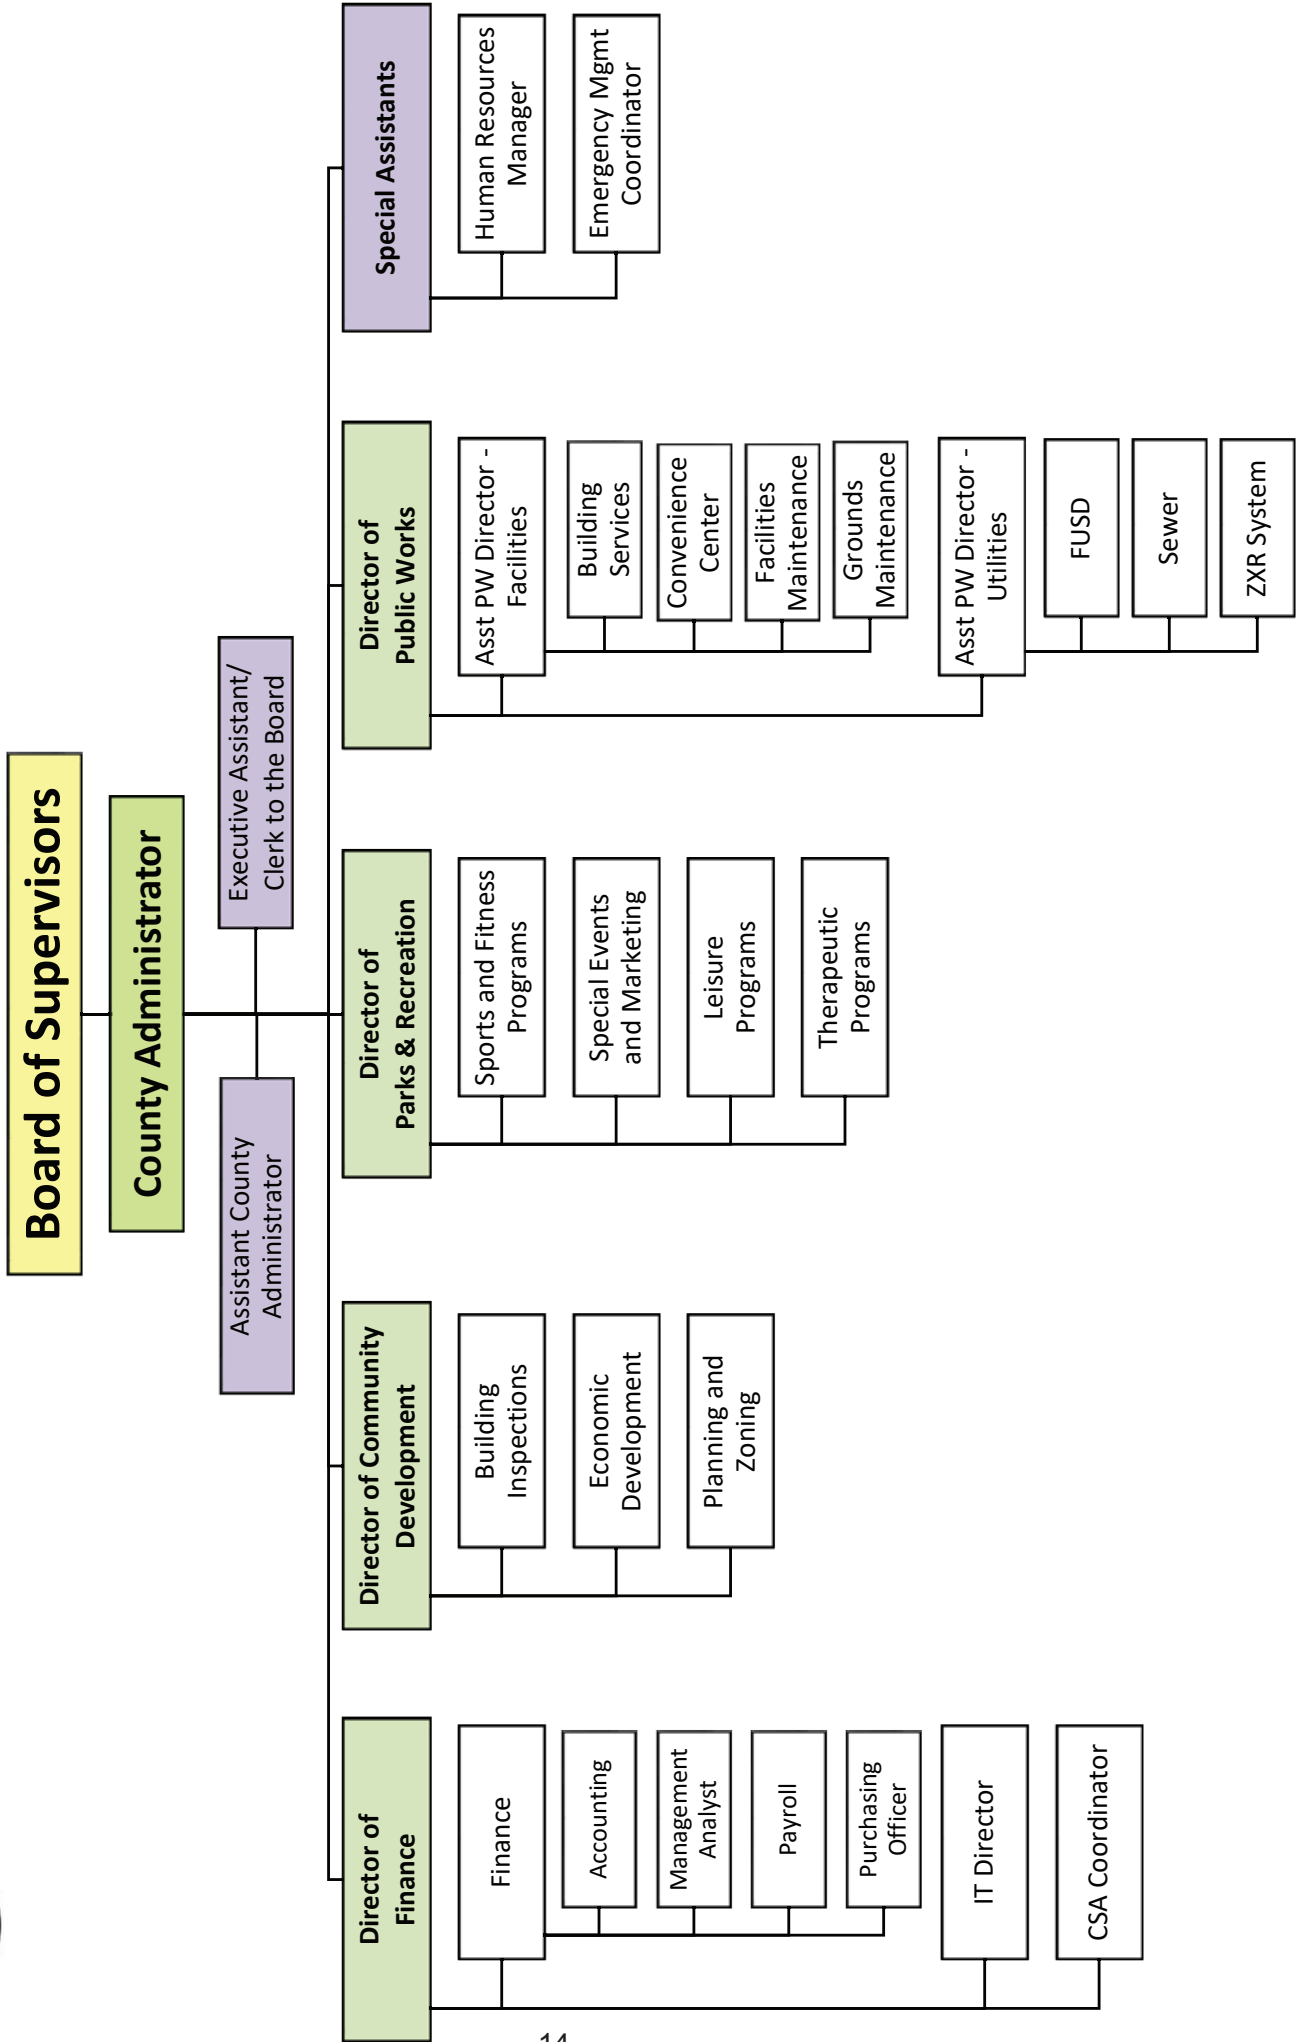 Board of Supervisors
County Administrator
Assistant County
Administrator
Executive Assistant/
Clerk to the Board
Director of
Finance
Finance
Accounting
Management
Analyst
Payroll
Purchasing
Officer
IT Director
CSA Coordinator
Director of Community
Development
Building
Inspections
Economic
Development
Planning and
Zoning
Director of
Parks & Recreation
Sports and Fitness
Programs
Special Events
and Marketing
Leisure
Programs
Therapeutic
Programs
Director of
Public Works
Asst PW Director -
Facilities
Building
Services
Convenience
Center
Facilities
Maintenance
Grounds
Maintenance
Asst PW Director -
Utilities
FUSD
Sewer
ZXR System
Special Assistants
Human Resources
Manager
Emergency Mgmt
Coordinator
14